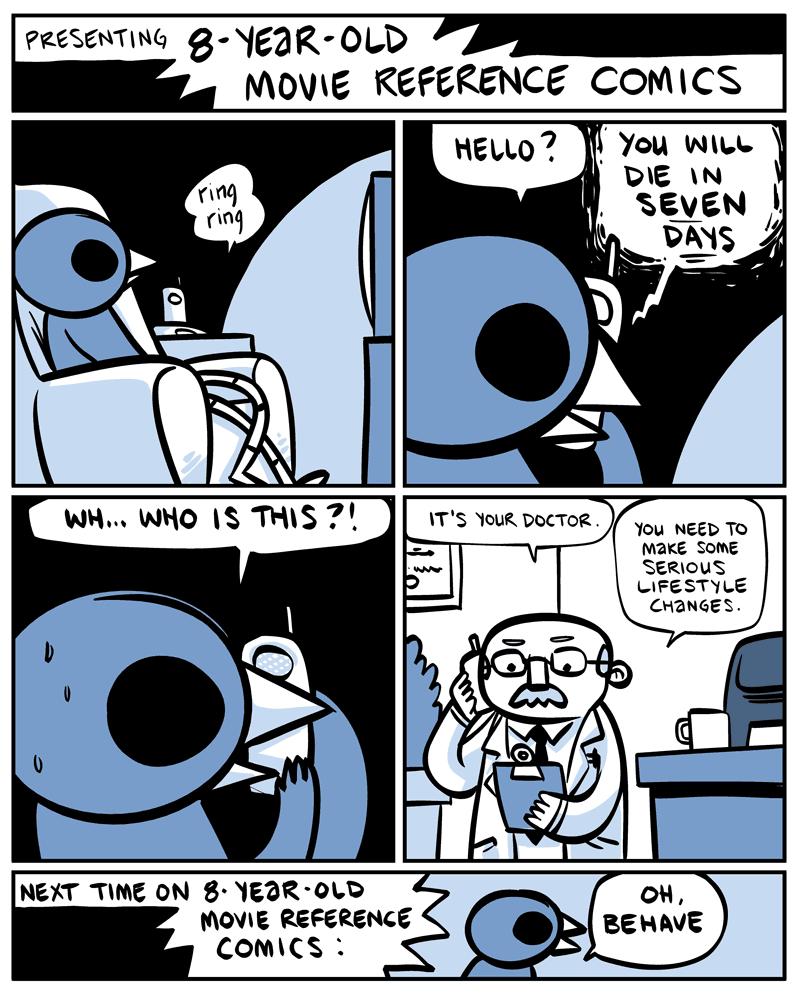 PRESENTING 8-YEAR-OLD
MOVIE REFERENCE COMICS
ring
ring
HELLO?
YOU WILL
DIE IN
SEVEN
DAYS
WH... WHO IS THIS?!
IT'S YOUR DOCTOR.
YOU NEED TO
MAKE SOME
SERIOUS
LIFESTYLE
CHANGES.
NEXT TIME ON 8-YEAR-OLD
MOVIE REFERENCE
COMICS:
OH,
BEHAVE